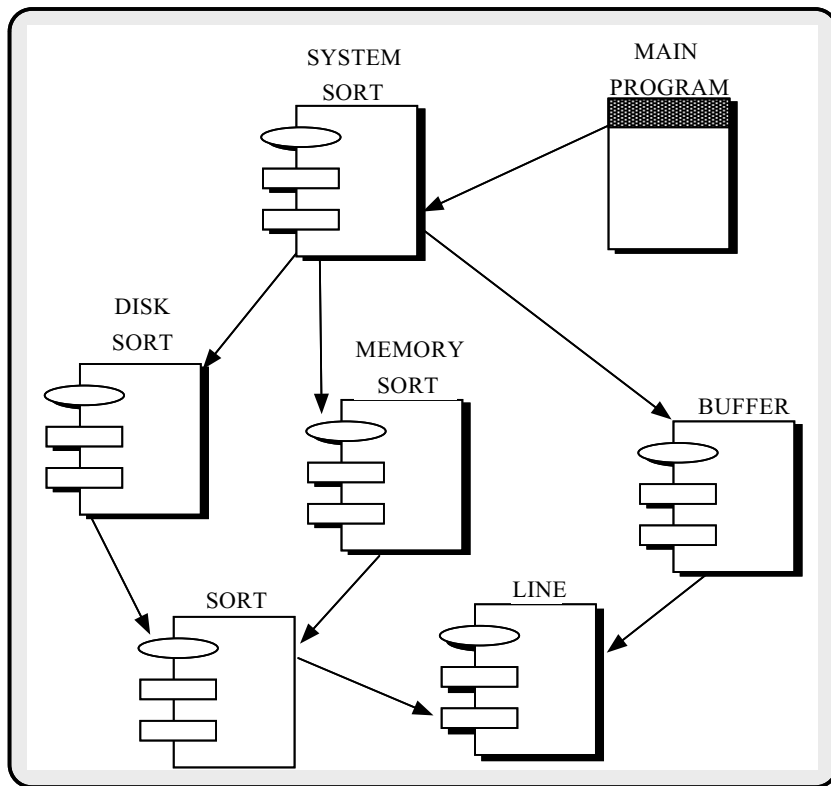 SYSTEM
SORT
MAIN
PROGRAM
DISK
SORT
MEMORY
SORT
BUFFER
SORT
LINE